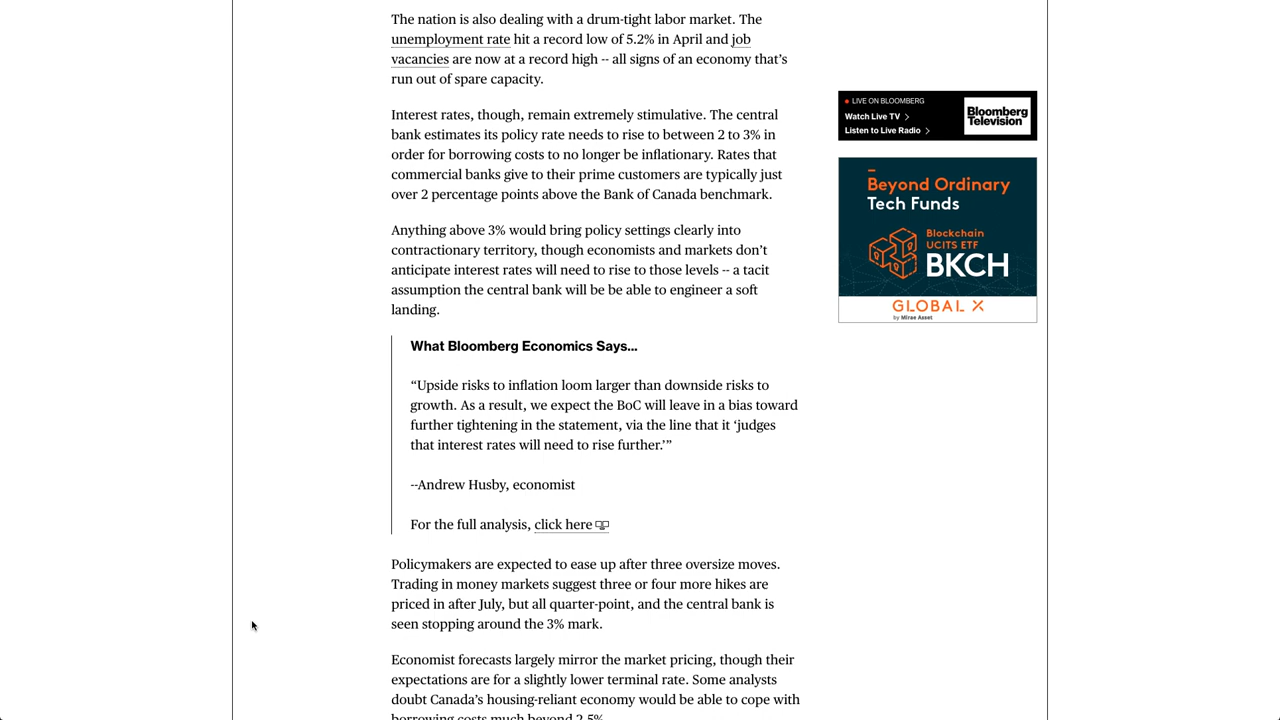 The nation is also dealing with a drum-tight labor market. The
unemployment rate hit a record low of 5.2% in April and job
vacancies are now at a record high -- all signs of an economy that’s
run out of spare capacity.
Interest rates, though, remain extremely stimulative. The central
bank estimates its policy rate needs to rise to between 2 to 3% in
order for borrowing costs to no longer be inflationary. Rates that
commercial banks give to their prime customers are typically just
over 2 percentage points above the Bank of Canada benchmark.
Anything above 3% would bring policy settings clearly into
contractionary territory, though economists and markets don’t
anticipate interest rates will need to rise to those levels -- a tacit
assumption the central bank will be be able to engineer a soft
landing.
What Bloomberg Economics Says...
“Upside risks to inflation loom larger than downside risks to
growth. As a result, we expect the BoC will leave in a bias toward
further tightening in the statement, via the line that it ‘judges
that interest rates will need to rise further.’”
--Andrew Husby, economist
For the full analysis, click here
Policymakers are expected to ease up after three oversize moves.
Trading in money markets suggest three or four more hikes are
priced in after July, but all quarter-point, and the central bank is
seen stopping around the 3% mark.
Economist forecasts largely mirror the market pricing, though their
expectations are for a slightly lower terminal rate. Some analysts
doubt Canada’s housing-reliant economy would be able to cope with
borrowing costs much beyond 2.5%.
LIVE ON BLOOMBERG
Watch Live TV
Listen to Live Radio
Bloomberg
Television
Beyond Ordinary
Tech Funds
Blockchain
UCITS ETF
BKCH
GLOBAL X
by Mirae Asset